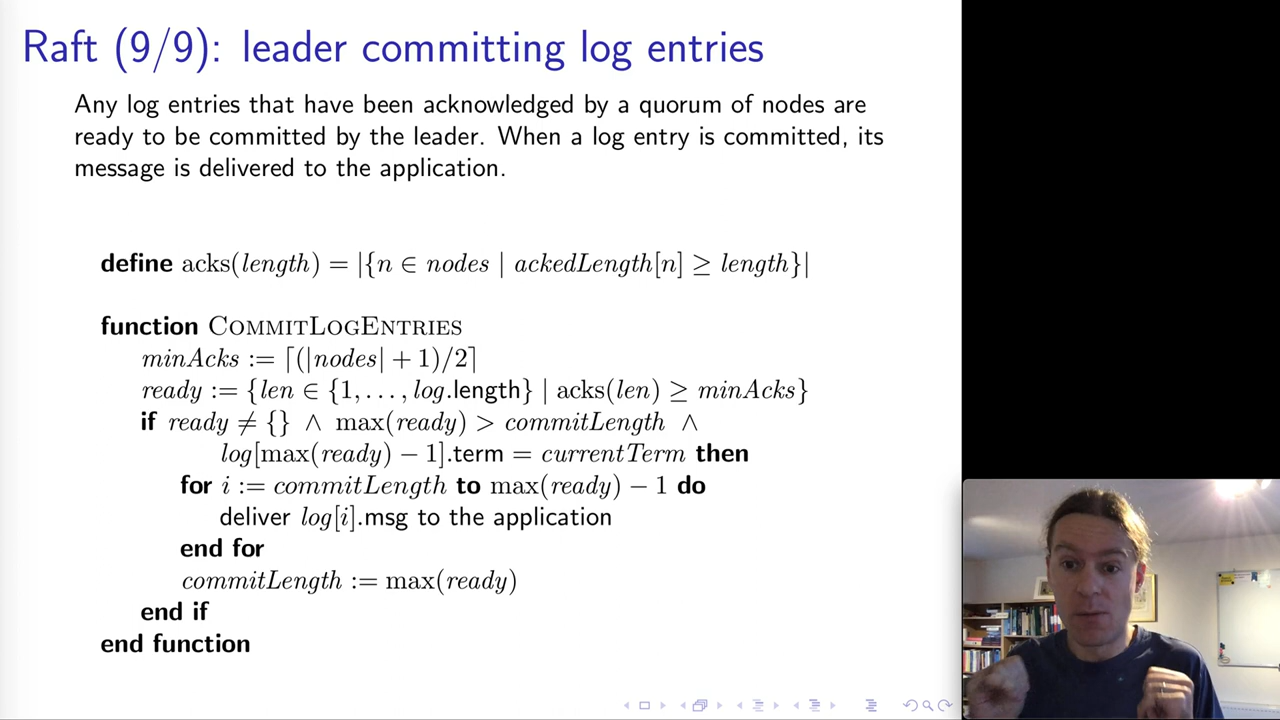 Raft (9/9): leader committing log entries
Any log entries that have been acknowledged by a quorum of nodes are
ready to be committed by the leader. When a log entry is committed, its
message is delivered to the application.
define acks(length) = |{n ∈ nodes | ackedLength[n] ≥ length}|
function CommitLogEntries
minAcks := ⌈(|nodes| + 1)/2⌉
ready := {len ∈ {1, . . . , log.length} | acks(len) ≥ minAcks}
if ready ≠ {} ∧ max(ready) > commitLength ∧
log[max(ready) − 1].term = currentTerm then
for i := commitLength to max(ready) − 1 do
deliver log[i].msg to the application
end for
commitLength := max(ready)
end if
end function